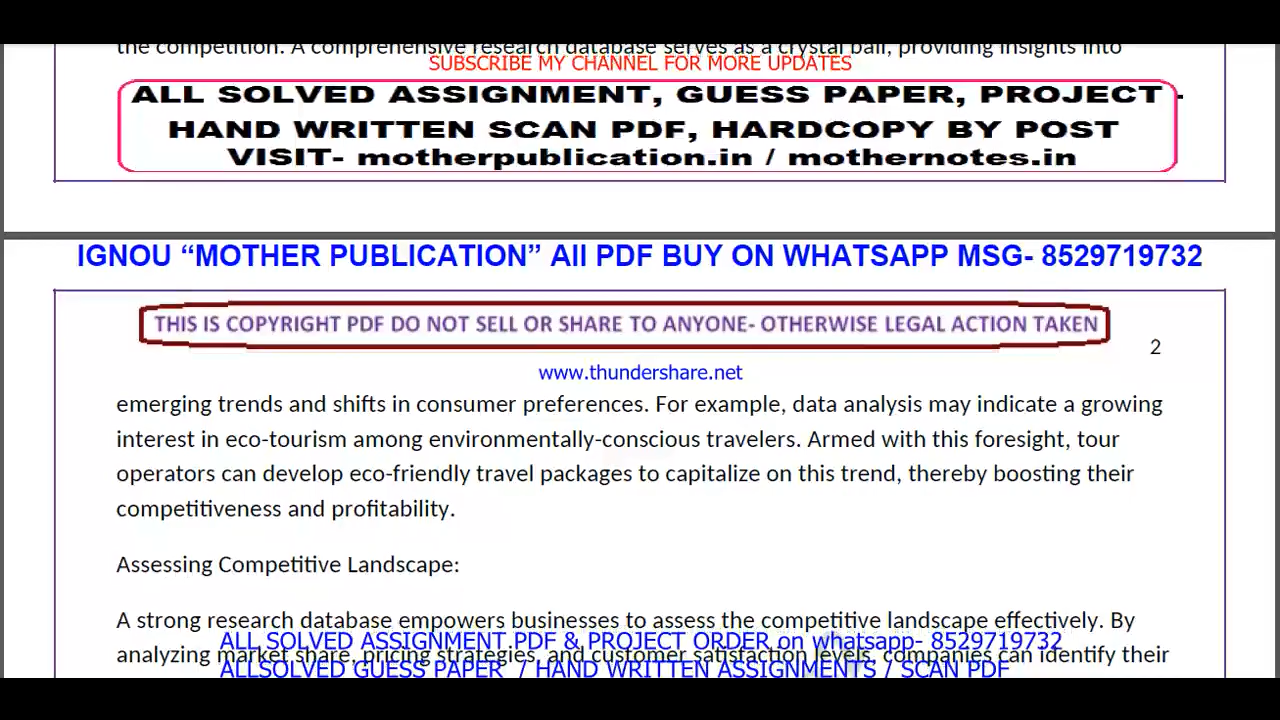 the competition. A comprehensive research database serves as a crystal ball, providing insights into
SUBSCRIBE MY CHANNEL FOR MORE UPDATES
ALL SOLVED ASSIGNMENT, GUESS PAPER, PROJECT -
HAND WRITTEN SCAN PDF, HARDCOPY BY POST
VISIT- motherpublication.in / mothernotes.in
IGNOU “MOTHER PUBLICATION” All PDF BUY ON WHATSAPP MSG- 8529719732
THIS IS COPYRIGHT PDF DO NOT SELL OR SHARE TO ANYONE- OTHERWISE LEGAL ACTION TAKEN
2
www.thundershare.net
emerging trends and shifts in consumer preferences. For example, data analysis may indicate a growing
interest in eco-tourism among environmentally-conscious travelers. Armed with this foresight, tour
operators can develop eco-friendly travel packages to capitalize on this trend, thereby boosting their
competitiveness and profitability.
Assessing Competitive Landscape:
A strong research database empowers businesses to assess the competitive landscape effectively. By
ALL SOLVED ASSIGNMENT PDF & PROJECT ORDER on whatsapp- 8529719732
analyzing market share, pricing strategies, and customer satisfaction levels, companies can identify their
ALLSOLVED GUESS PAPER / HAND WRITTEN ASSIGNMENTS / SCAN PDF